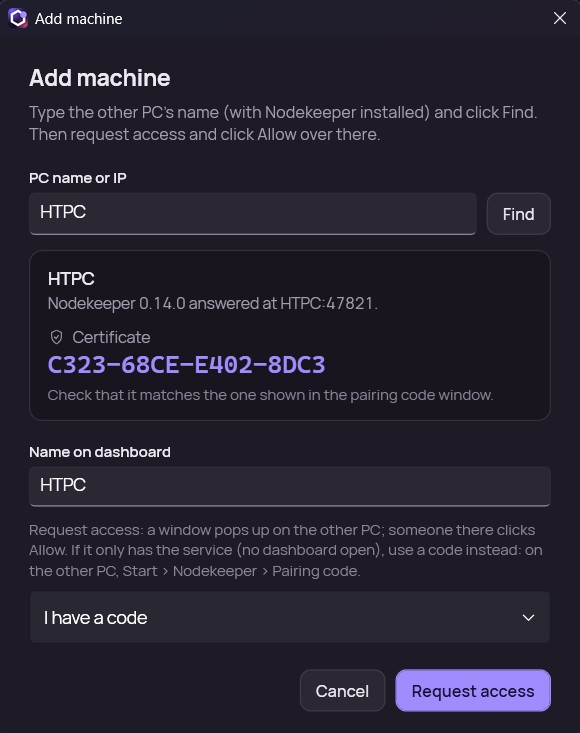 Add machine
Add machine
Type the other PC's name (with Nodekeeper installed) and click Find.
Then request access and click Allow over there.
PC name or IP
HTPC
Find
HTPC
Nodekeeper 0.14.0 answered at HTPC:47821.
Certificate
C323-68CE-E402-8DC3
Check that it matches the one shown in the pairing code window.
Name on dashboard
HTPC
Request access: a window pops up on the other PC; someone there clicks
Allow. If it only has the service (no dashboard open), use a code instead: on
the other PC, Start > Nodekeeper > Pairing code.
I have a code
Cancel
Request access